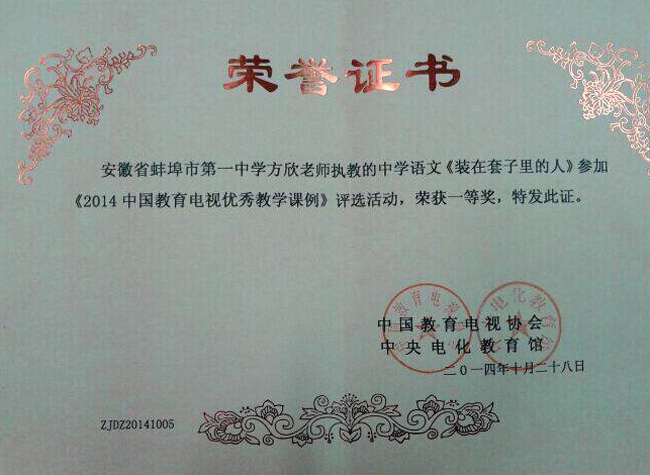 荣誉证书
安徽省蚌埠市第一中学方欣老师执教的中学语文《装在套子里的人》参加
《2014中国教育电视优秀教学课例》评选活动，荣获一等奖，特发此证。
中国教育电视协会
中央电化教育馆
二〇一四年十月二十八日
ZJDZ20141005